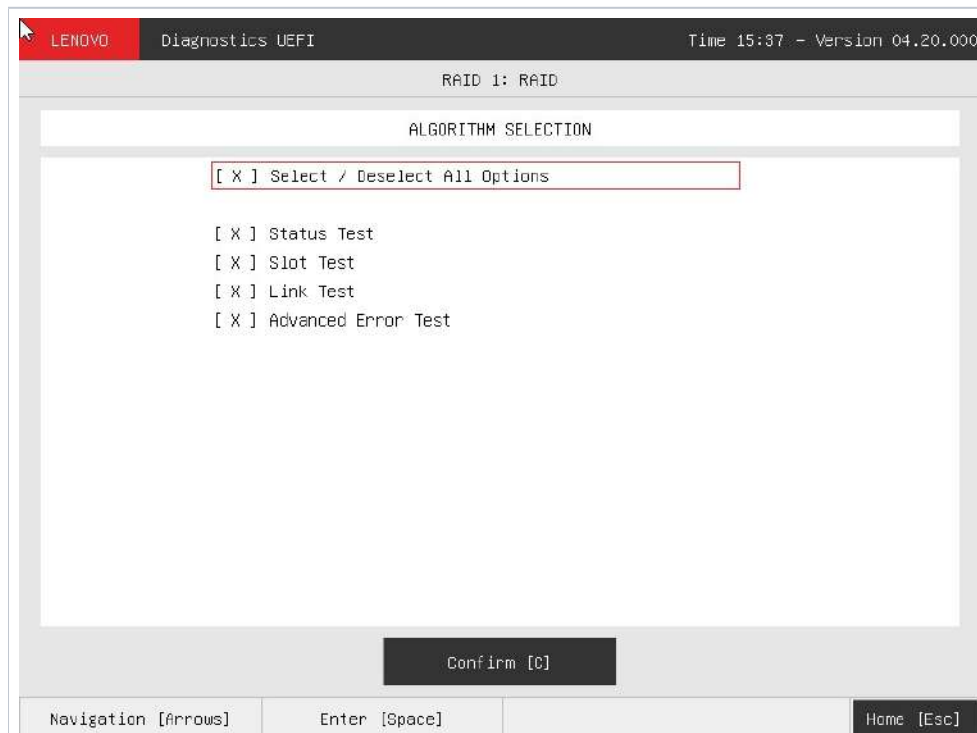 LENOVO Diagnostics UEFI Time 15:37 - Version 04.20.000
RAID 1: RAID
ALGORITHM SELECTION
[ X ] Select / Deselect All Options
[ X ] Status Test
[ X ] Slot Test
[ X ] Link Test
[ X ] Advanced Error Test
Confirm [C]
Navigation [Arrows] Enter [Space] Home [Esc]